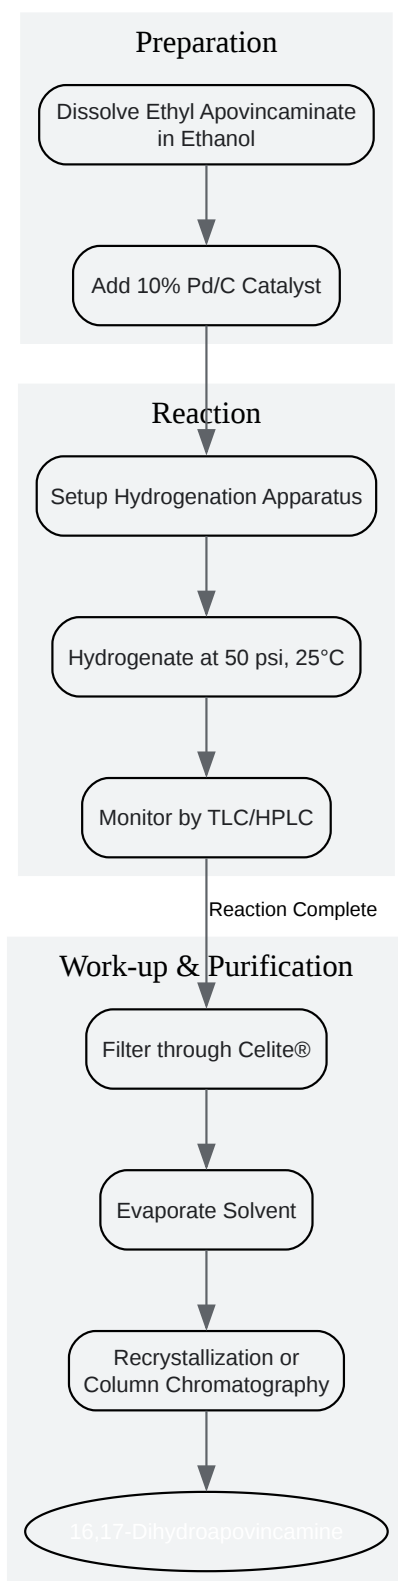 Preparation
Dissolve Ethyl Apovincaminate
in Ethanol
Add 10% Pd/C Catalyst
Reaction
Setup Hydrogenation Apparatus
Hydrogenate at 50 psi, 25°C
Monitor by TLC/HPLC
Reaction Complete
Work-up & Purification
Filter through Celite®
Evaporate Solvent
Recrystallization or
Column Chromatography
16,17-Dihydroapovincamine